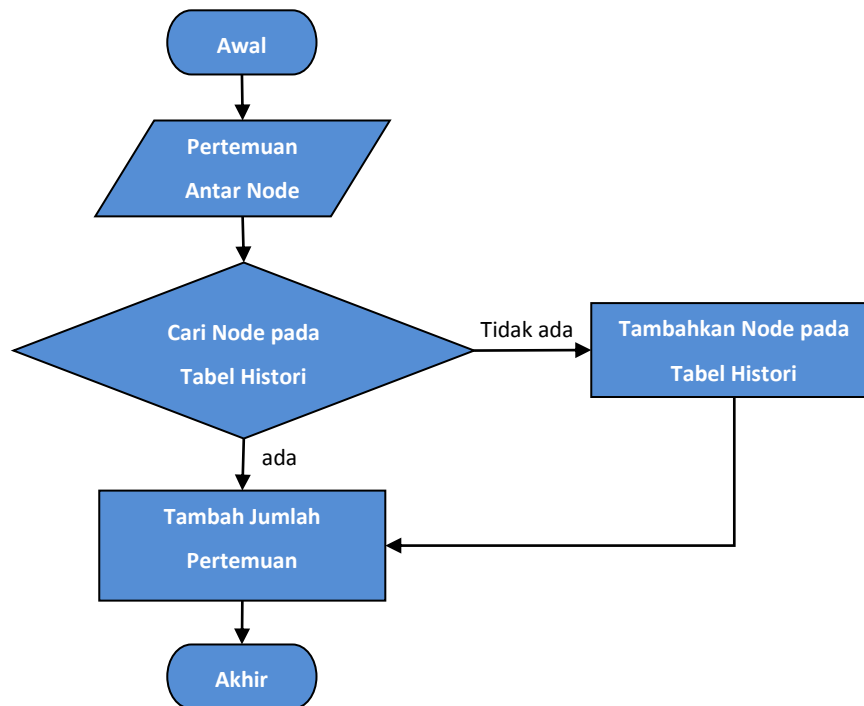 Awal
Pertemuan
Antar Node
Cari Node pada
Tabel Histori
Tidak ada
Tambahkan Node pada
Tabel Histori
ada
Tambah Jumlah
Pertemuan
Akhir